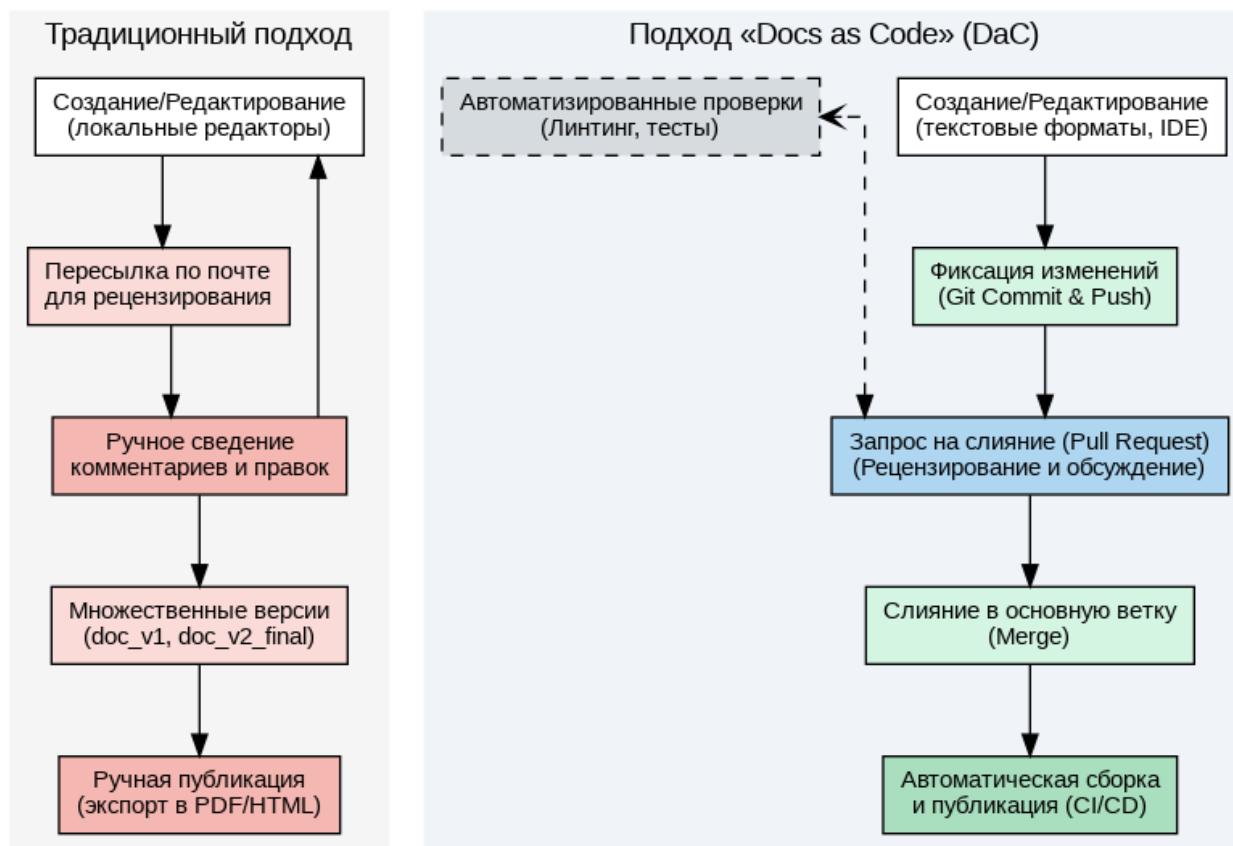 Традиционный подход
Создание/Редактирование
(локальные редакторы)
Пересылка по почте
для рецензирования
Ручное сведение
комментариев и правок
Множественные версии
(doc_v1, doc_v2_final)
Ручная публикация
(экспорт в PDF/HTML)
Подход «Docs as Code» (DaC)
Автоматизированные проверки
(Линтинг, тесты)
Создание/Редактирование
(текстовые форматы, IDE)
Фиксация изменений
(Git Commit & Push)
Запрос на слияние (Pull Request)
(Рецензирование и обсуждение)
Слияние в основную ветку
(Merge)
Автоматическая сборка
и публикация (CI/CD)